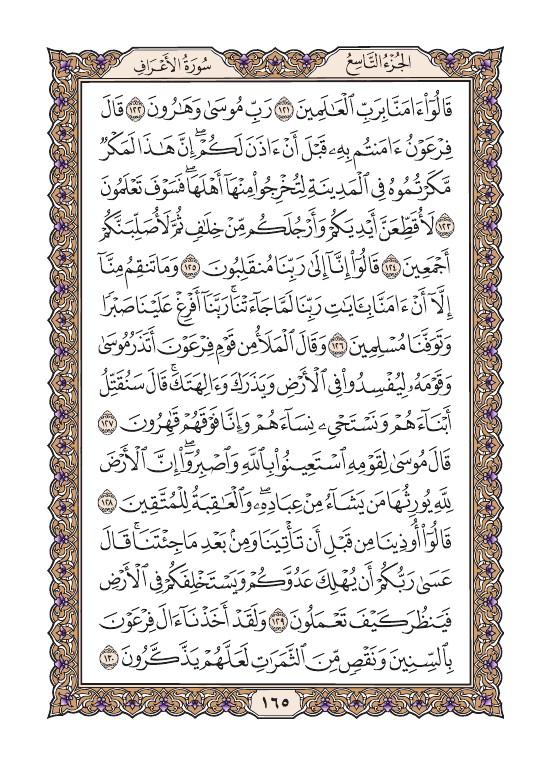 الجُزْءُ التَّاسِعُ
سُورَةُ الأَعْرَافِ
قَالُوٓاْ ءَامَنَّا بِرَبِّ ٱلۡعَٰلَمِينَ ١٢١ رَبِّ مُوسَىٰ وَهَٰرُونَ ١٢٢ قَالَ
فِرۡعَوۡنُ ءَامَنتُم بِهِۦ قَبۡلَ أَنۡ ءَاذَنَ لَكُمۡۖ إِنَّ هَٰذَا لَمَكۡرٞ
مَّكَرۡتُمُوهُ فِي ٱلۡمَدِينَةِ لِتُخۡرِجُواْ مِنۡهَآ أَهۡلَهَاۖ فَسَوۡفَ تَعۡلَمُونَ
١٢٣ لَأُقَطِّعَنَّ أَيۡدِيَكُمۡ وَأَرۡجُلَكُم مِّنۡ خِلَٰفٖ ثُمَّ لَأُصَلِّبَنَّكُمۡ
أَجۡمَعِينَ ١٢٤ قَالُوٓاْ إِنَّآ إِلَىٰ رَبِّنَا مُنقَلِبُونَ ١٢٥ وَمَا تَنقِمُ مِنَّآ
إِلَّآ أَنۡ ءَامَنَّا بِـَٔايَٰتِ رَبِّنَا لَمَّا جَآءَتۡنَاۚ رَبَّنَآ أَفۡرِغۡ عَلَيۡنَا صَبۡرٗا
وَتَوَفَّنَا مُسۡلِمِينَ ١٢٦ وَقَالَ ٱلۡمَلَأُ مِن قَوۡمِ فِرۡعَوۡنَ أَتَذَرُ مُوسَىٰ
وَقَوۡمَهُۥ لِيُفۡسِدُواْ فِي ٱلۡأَرۡضِ وَيَذَرَكَ وَءَالِهَتَكَۚ قَالَ سَنُقَتِّلُ
أَبۡنَآءَهُمۡ وَنَسۡتَحۡيِۦ نِسَآءَهُمۡ وَإِنَّا فَوۡقَهُمۡ قَٰهِرُونَ ١٢٧
قَالَ مُوسَىٰ لِقَوۡمِهِ ٱسۡتَعِينُواْ بِٱللَّهِ وَٱصۡبِرُوٓاْۖ إِنَّ ٱلۡأَرۡضَ
لِلَّهِ يُورِثُهَا مَن يَشَآءُ مِنۡ عِبَادِهِۦۖ وَٱلۡعَٰقِبَةُ لِلۡمُتَّقِينَ ١٢٨
قَالُوٓاْ أُوذِينَا مِن قَبۡلِ أَن تَأۡتِيَنَا وَمِنۢ بَعۡدِ مَا جِئۡتَنَاۚ قَالَ
عَسَىٰ رَبُّكُمۡ أَن يُهۡلِكَ عَدُوَّكُمۡ وَيَسۡتَخۡلِفَكُمۡ فِي ٱلۡأَرۡضِ
فَيَنظُرَ كَيۡفَ تَعۡمَلُونَ ١٢٩ وَلَقَدۡ أَخَذۡنَآ ءَالَ فِرۡعَوۡنَ
بِٱلسِّنِينَ وَنَقۡصٖ مِّنَ ٱلثَّمَرَٰتِ لَعَلَّهُمۡ يَذَّكَّرُونَ ١٣٠
١٦٥